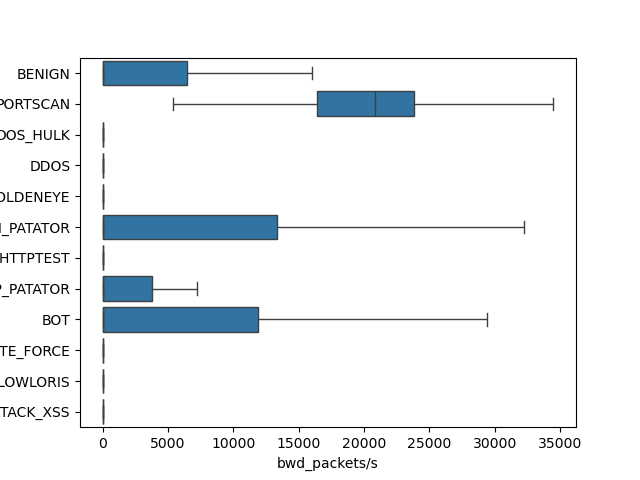 BENIGN
PORTSCAN
DOS_HULK
DDOS
OLDENEYE
_PATATOR
HTTPTEST
P_PATATOR
BOT
TE_FORCE
LOWLORIS
TACK_XSS
0 5000 10000 15000 20000 25000 30000 35000
bwd_packets/s